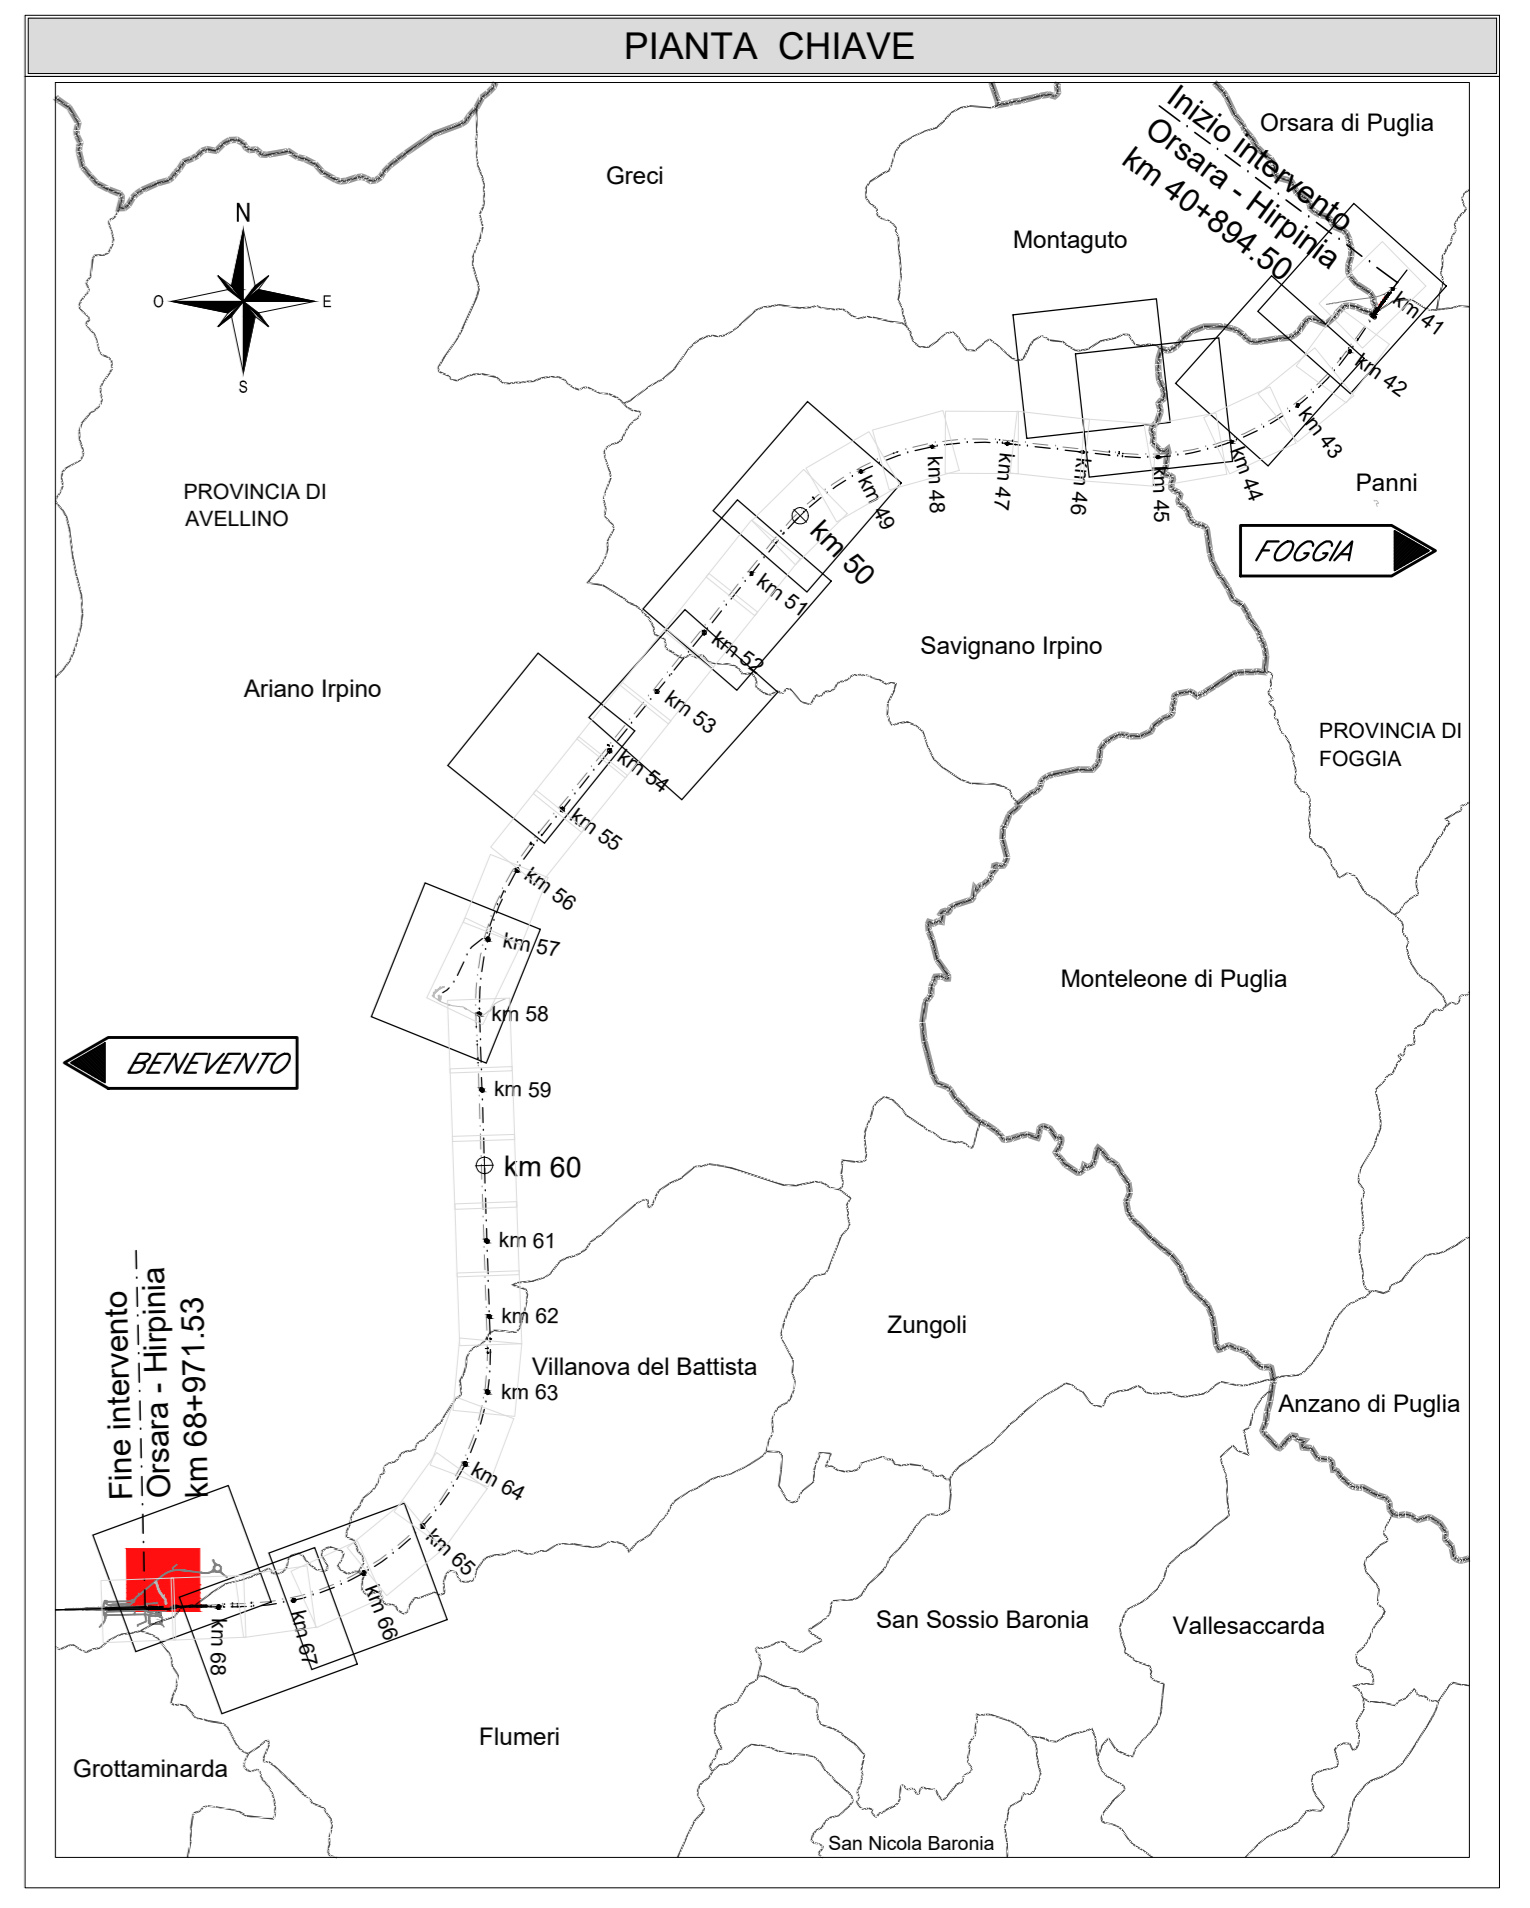 PIANTA CHIAVE
Inizio intervento
Orsara - Hirpinia
km 40+894.50
Orsara di Puglia
Greci
Montaguto
N
O
E
S
km 41
km 42
km 43
km 44
km 45
km 46
km 47
km 48
km 49
km 50
km 51
km 52
km 53
km 54
km 55
km 56
km 57
km 58
km 59
km 60
km 61
km 62
km 63
km 64
km 65
km 66
km 67
km 68
Panni
FOGGIA
PROVINCIA DI
AVELLINO
Savignano Irpino
Ariano Irpino
PROVINCIA DI
FOGGIA
Monteleone di Puglia
BENEVENTO
Zungoli
Villanova del Battista
Anzano di Puglia
Fine intervento
Orsara - Hirpinia
km 68+971.53
San Sossio Baronia
Vallesaccarda
Flumeri
Grottaminarda
San Nicola Baronia
?